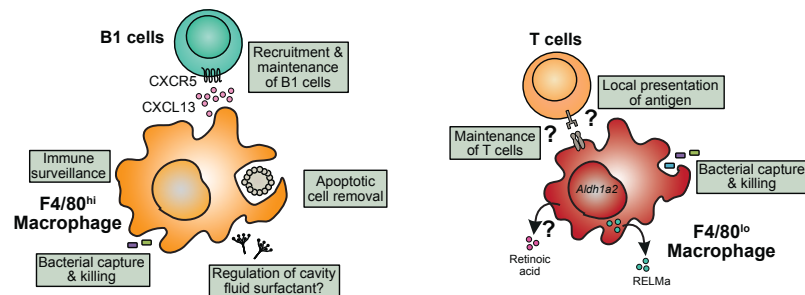 B1 cells
CXCR5
CXCL13
Recruitment &
maintenance
of B1 cells
Immune
surveillance
F4/80hi
Macrophage
Apoptotic
cell removal
Bacterial capture
& killing
Regulation of cavity
fluid surfactant?
T cells
Local presentation
of antigen
?
?
Maintenance
of T cells
Aldh1a2
Bacterial capture
& killing
F4/80lo
Macrophage
?
Retinoic
acid
RELMa